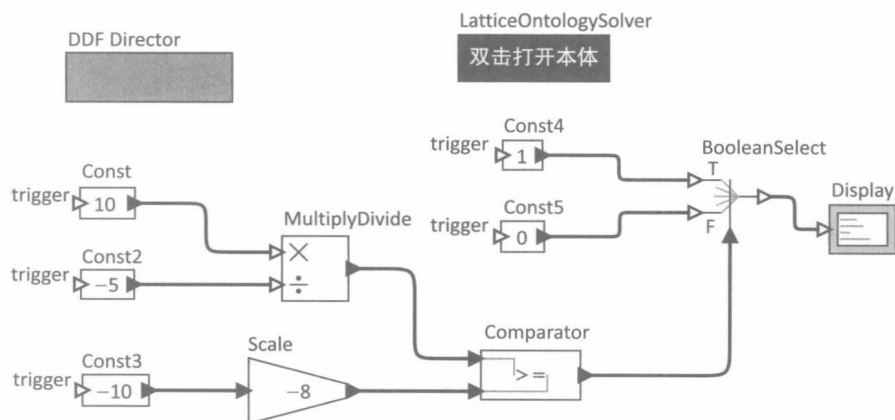 LatticeOntologySolver
DDF Director
双击打开本体
Const4
trigger
1
BooleanSelect
T
Const
trigger
10
Const5
trigger
0
F
Display
MultiplyDivide
×
÷
Const2
trigger
−5
Comparator
>=
Scale
−8
Const3
trigger
−10